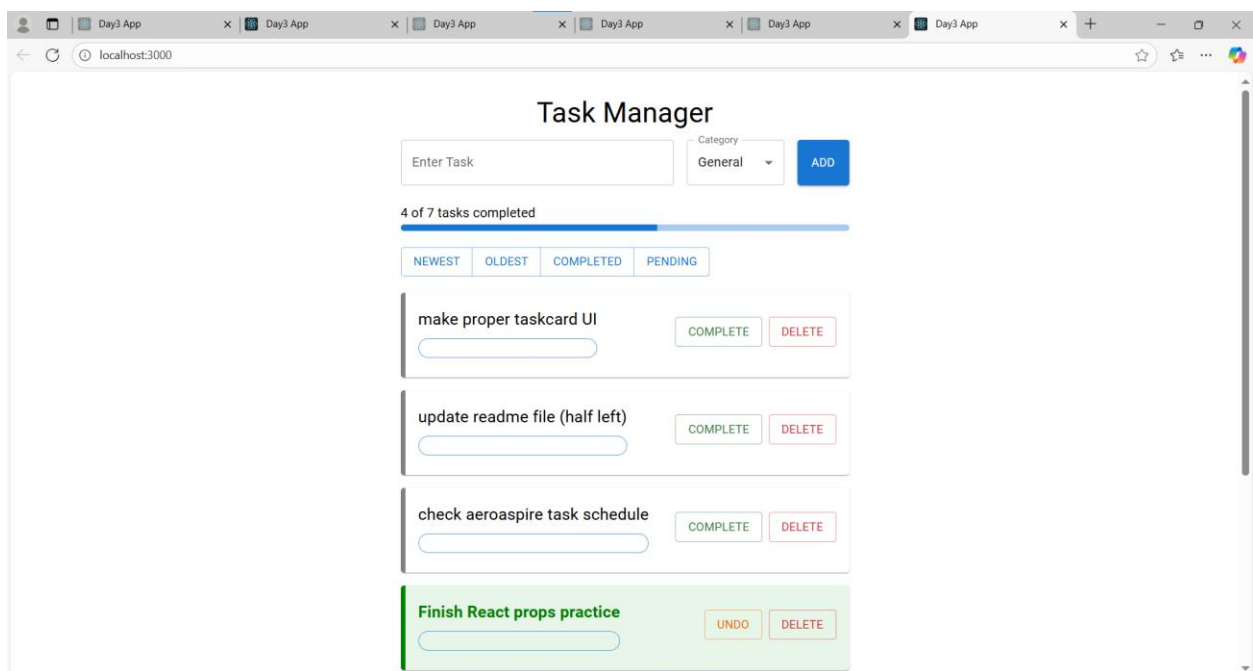 Day3 App Day3 App Day3 App Day3 App Day3 App Day3 App
localhost:3000
Task Manager
Category
Enter Task General ADD
4 of 7 tasks completed
NEWEST OLDEST COMPLETED PENDING
make proper taskcard UI
COMPLETE DELETE
update readme file (half left)
COMPLETE DELETE
check aeroaspire task schedule
COMPLETE DELETE
Finish React props practice
UNDO DELETE